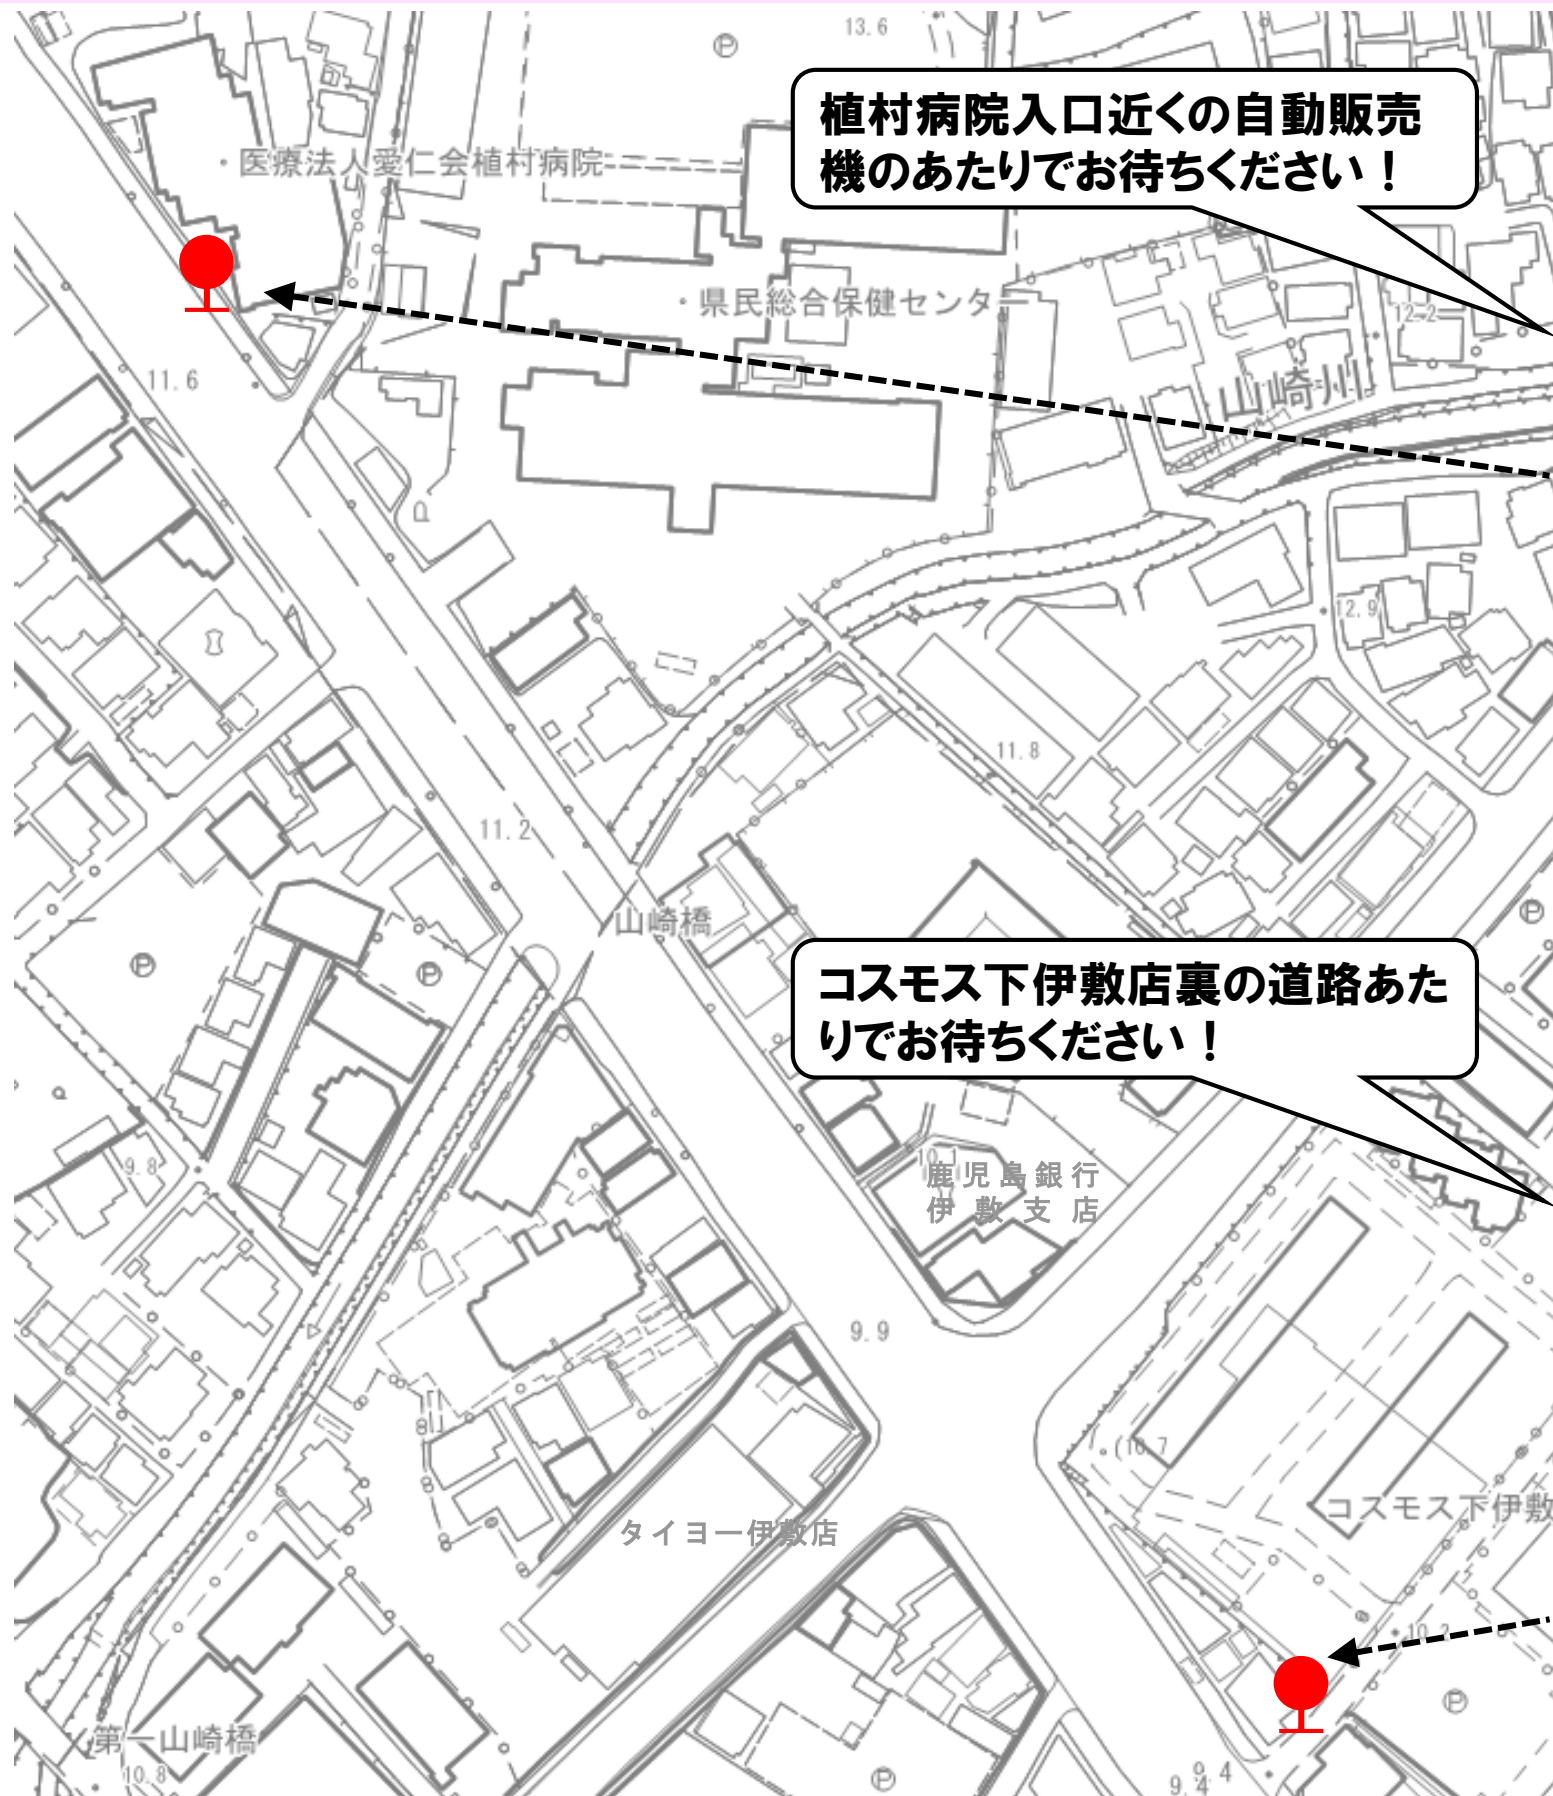 13.6
Ⓟ
植村病院入口近くの自動販売
機のあたりでお待ちください！
・医療法人愛仁会植村病院
・県民総合保健センター
12.2
11.6
山崎川
12.9
11.8
11.2
山崎橋
Ⓟ
Ⓟ
Ⓟ
コスモス下伊敷店裏の道路あた
りでお待ちください！
9.8
10.1
鹿児島銀行
伊敷支店
9.9
10.7
コスモス下伊敷
タイヨー伊敷店
10.2
Ⓟ
第一山崎橋
10.8
Ⓟ
9.4
9.4